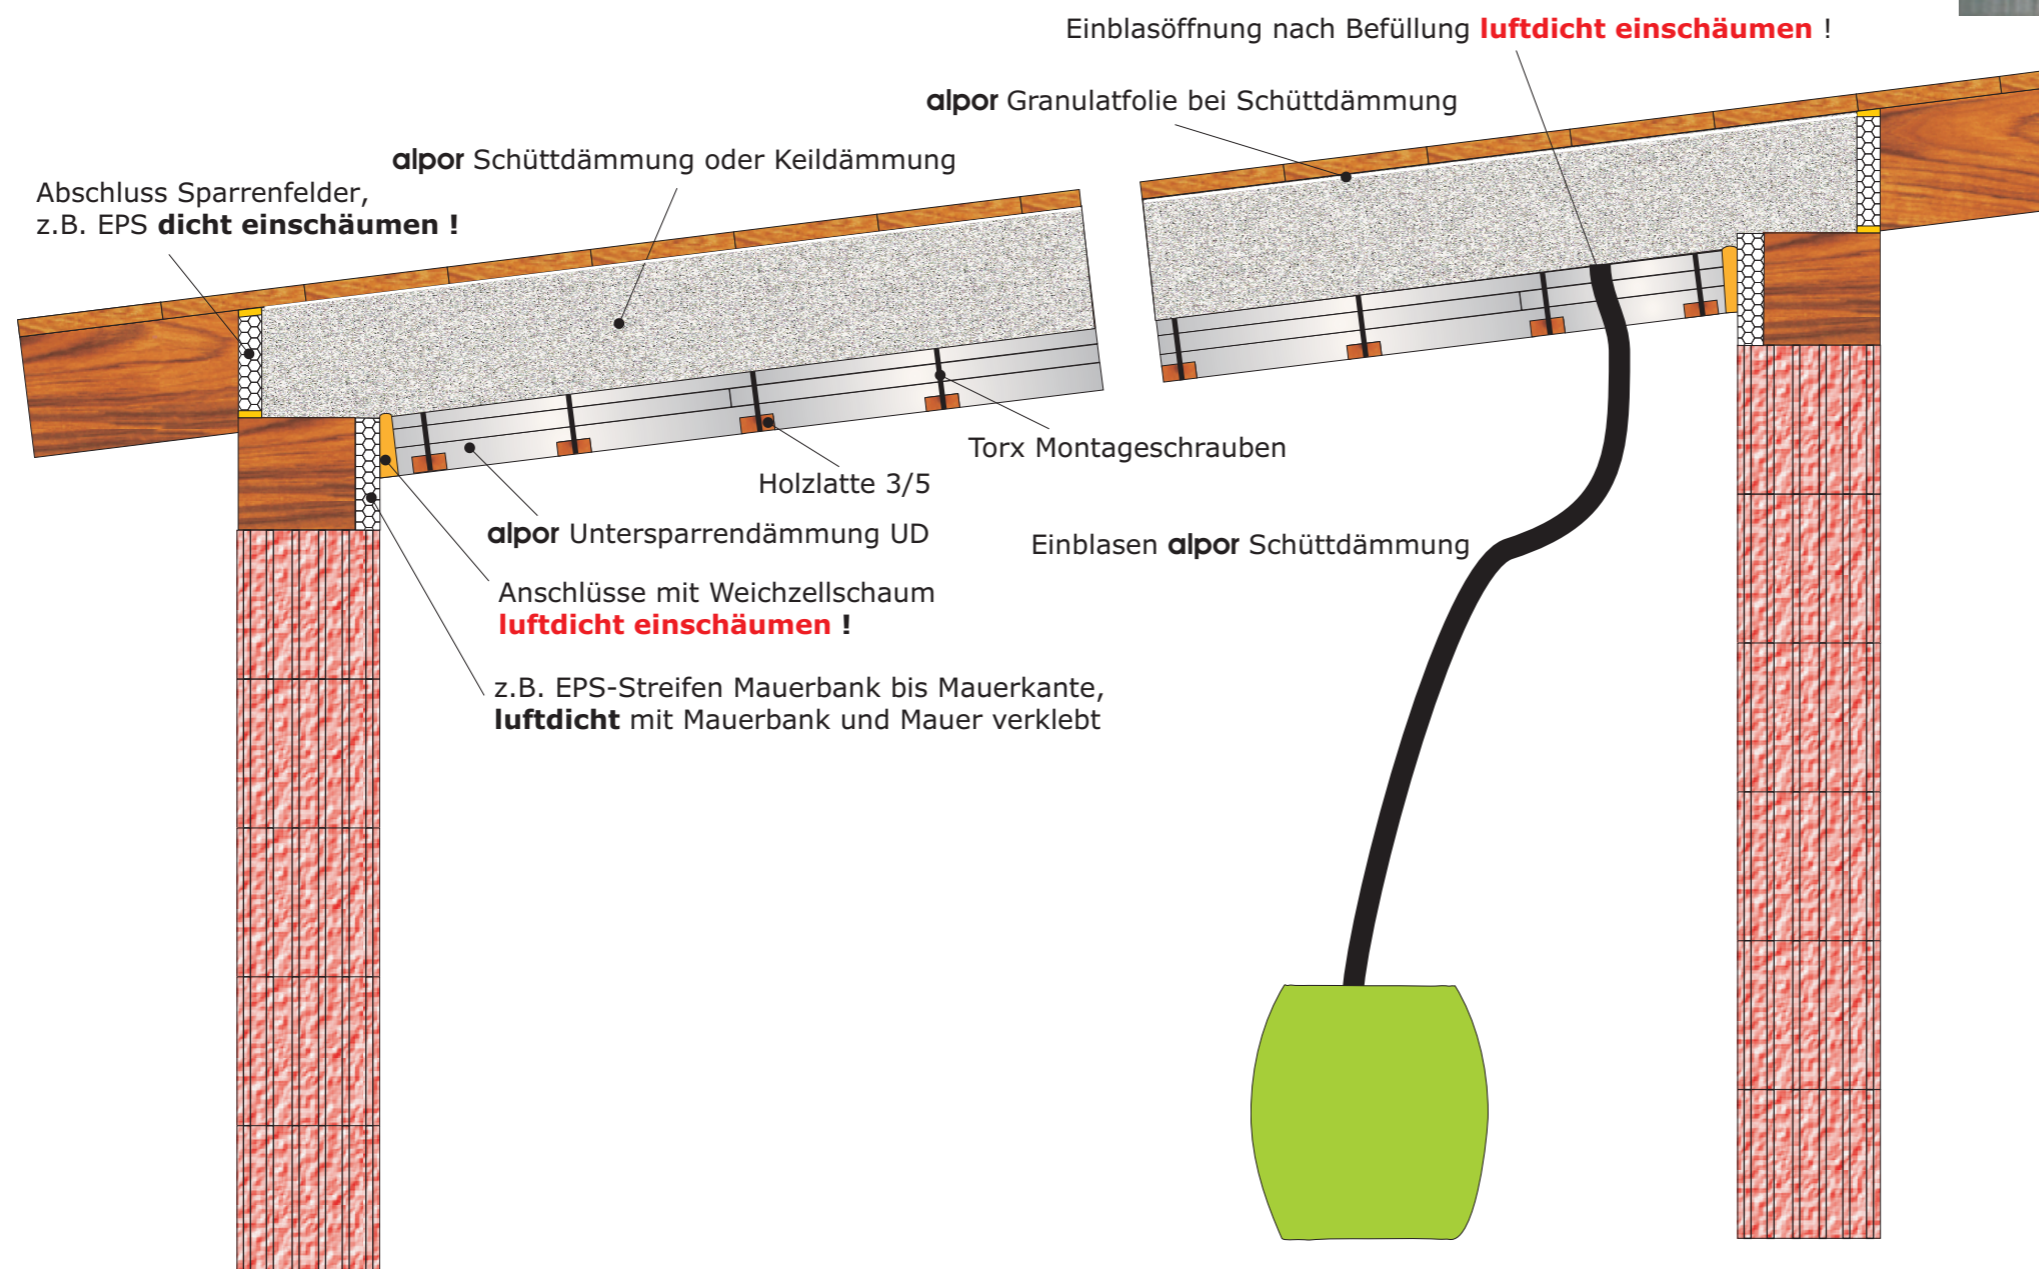 Einblasöffnung nach Befüllung luftdicht einschäumen !
alpor Granulatfolie bei Schüttdämmung
alpor Schüttdämmung oder Keildämmung
Abschluss Sparrenfelder,
z.B. EPS dicht einschäumen !
Torx Montageschrauben
Holzlatte 3/5
alpor Untersparrendämmung UD
Einblasen alpor Schüttdämmung
Anschlüsse mit Weichzellschaum
luftdicht einschäumen !
z.B. EPS-Streifen Mauerbank bis Mauerkante,
luftdicht mit Mauerbank und Mauer verklebt